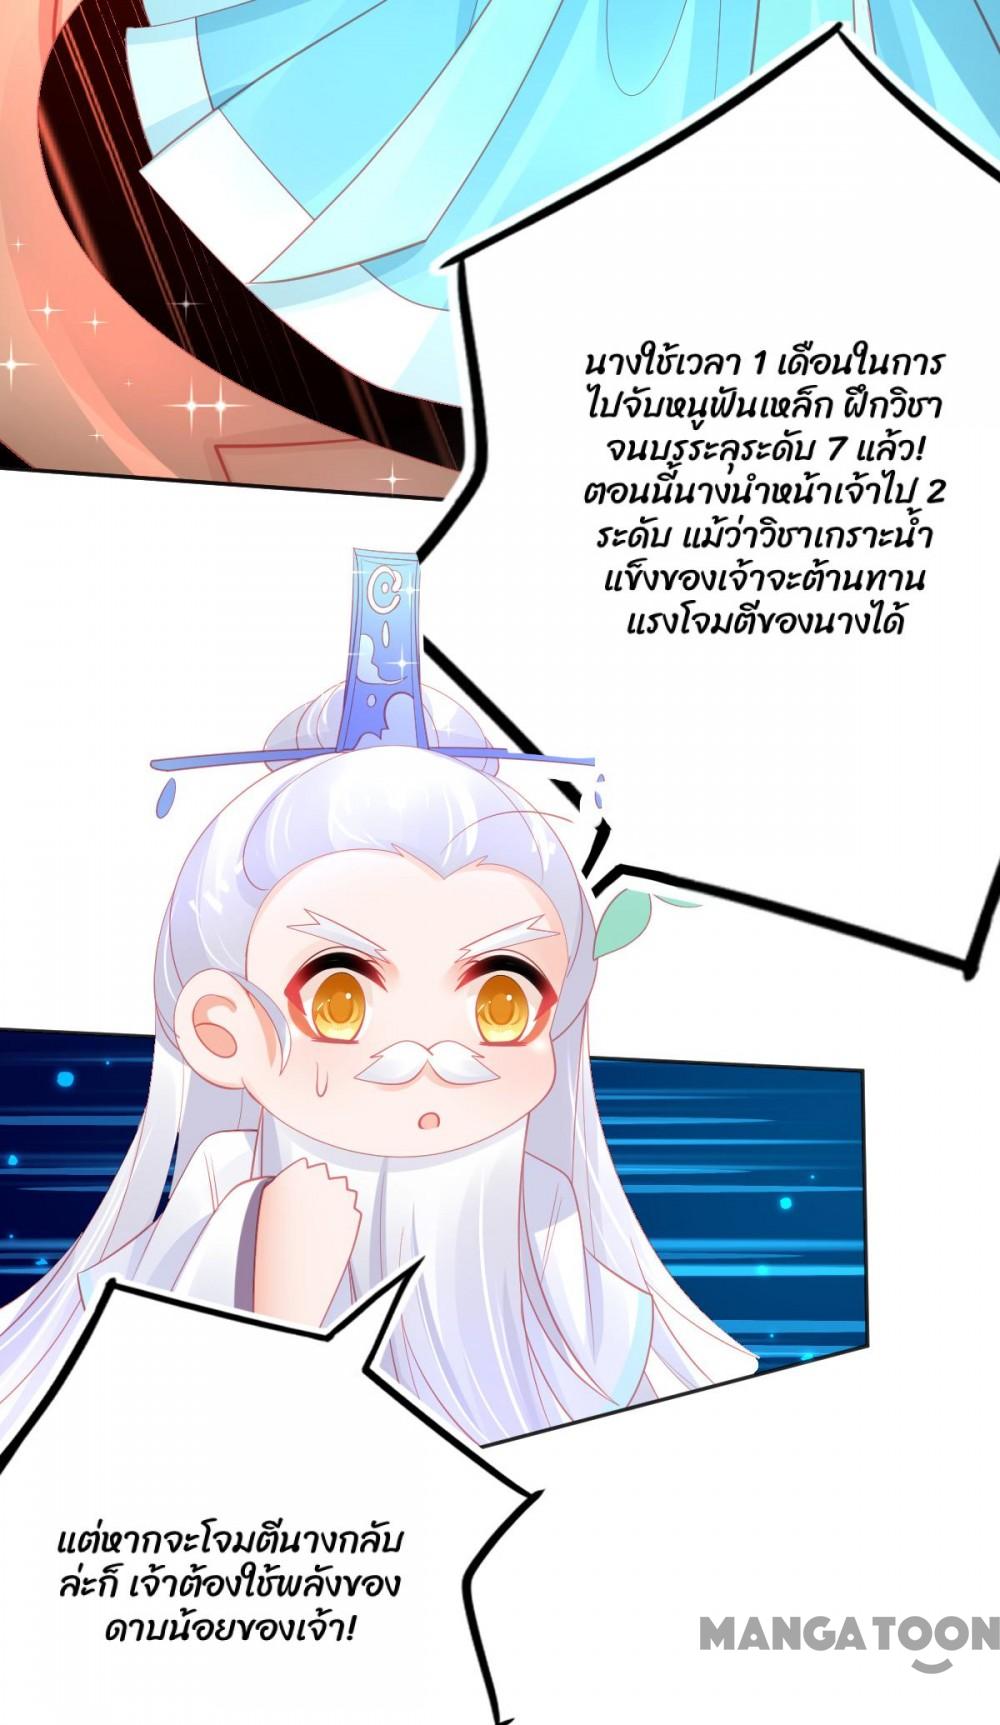 นางใช้เวลา 1 เดือนในการ
ไปจับหนูฟันเหล็ก ฝึกวิชา
จนบรรลุระดับ 7 แล้ว!
ตอนนี้นางนำหน้าเจ้าไป 2
ระดับ แม้ว่าวิชาเกราะน้ำ
แข็งของเจ้าจะต้านทาน
แรงโจมตีของนางได้
แต่หากจะโจมตีนางกลับ
ล่ะก็ เจ้าต้องใช้พลังของ
ดาบน้อยของเจ้า!
MANGATOON